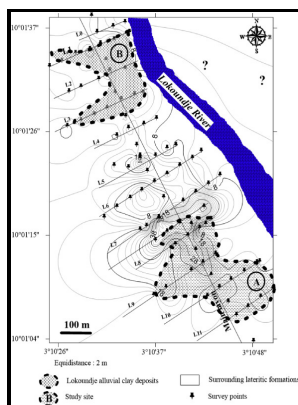 10°01'37"
N
W
E
S
L0
B
?
?
L2
Lokoundje River
L3
10°01'26"
L4
L5
L6
10°01'15"
L7
L8
A
L9
L10
L11
10°01'04"
100 m
3°10'26"
3°10'37"
3°10'48"
Equidistance: 2 m
Lokoundje alluvial clay deposits
Surrounding lateritic formations
B
Study site
Survey points